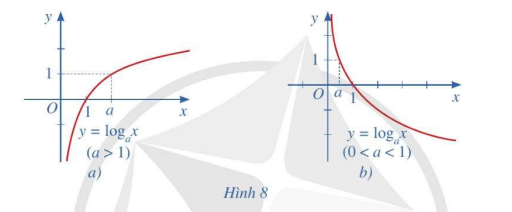 y
1
O
1
a
x
y = logₐx
(a > 1)
a)
y
1
O
a
1
x
y = logₐx
(0 < a < 1)
b)
Hình 8